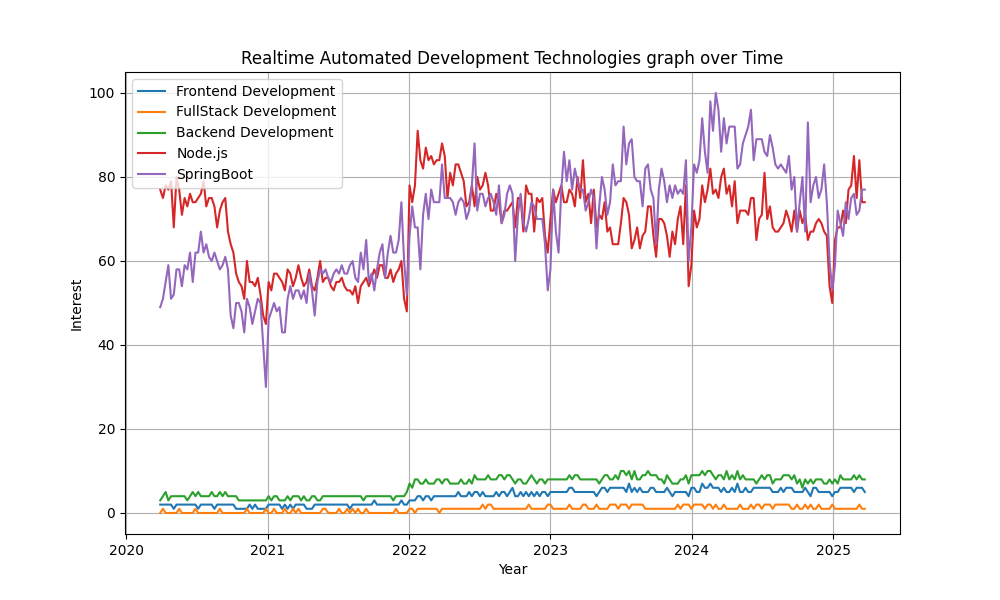 Realtime Automated Development Technologies graph over Time
Frontend Development
FullStack Development
Backend Development
Node.js
SpringBoot
100
80
60
40
20
0
Interest
2020
2021
2022
2023
2024
2025
Year